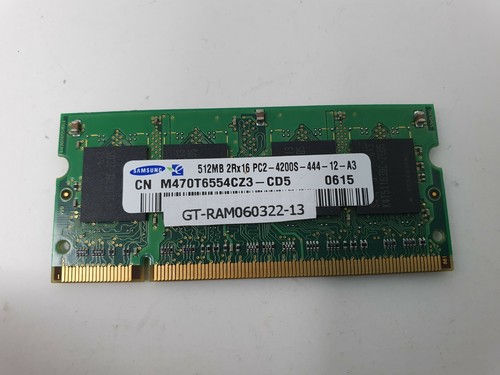 SAMSUNG
512MB 2Rx16 PC2-4200S-444-12-A3
CN M470T6554CZ3-CD5 0615
GT-RAM060322-13